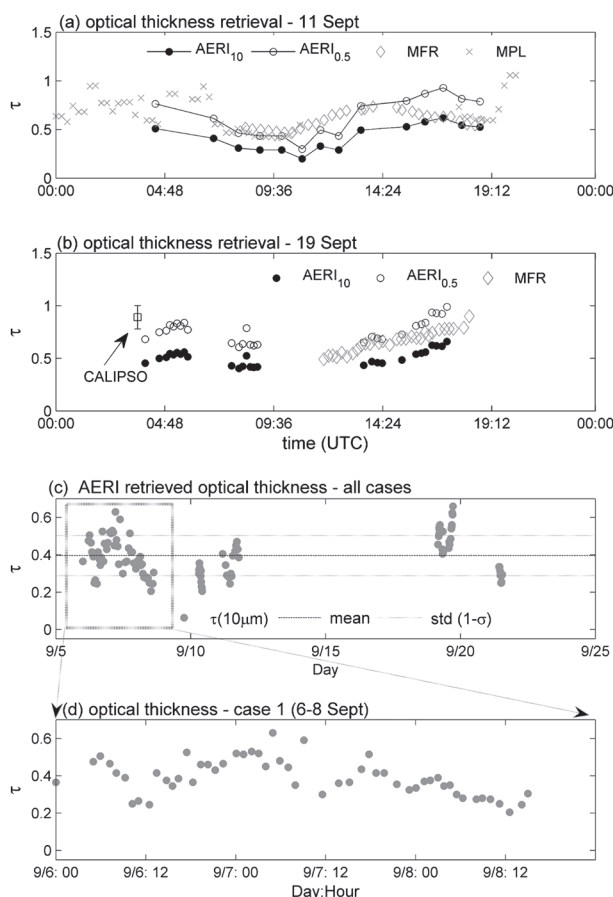 (a) optical thickness retrieval - 11 Sept
AERI10 AERI0.5 MFR MPL
1.5
1
0.5
0
τ
00:00 04:48 09:36 14:24 19:12 00:00
(b) optical thickness retrieval - 19 Sept
AERI10 AERI0.5 MFR
1.5
1
0.5
0
τ
CALIPSO
00:00 04:48 09:36 14:24 19:12 00:00
time (UTC)
(c) AERI retrieved optical thickness - all cases
0.6
0.4
0.2
0
τ
τ(10μm) mean std (1-σ)
9/5 9/10 9/15 9/20 9/25
Day
(d) optical thickness - case 1 (6-8 Sept)
0.6
0.4
0.2
0
τ
9/6: 00 9/6: 12 9/7: 00 9/7: 12 9/8: 00 9/8: 12
Day:Hour